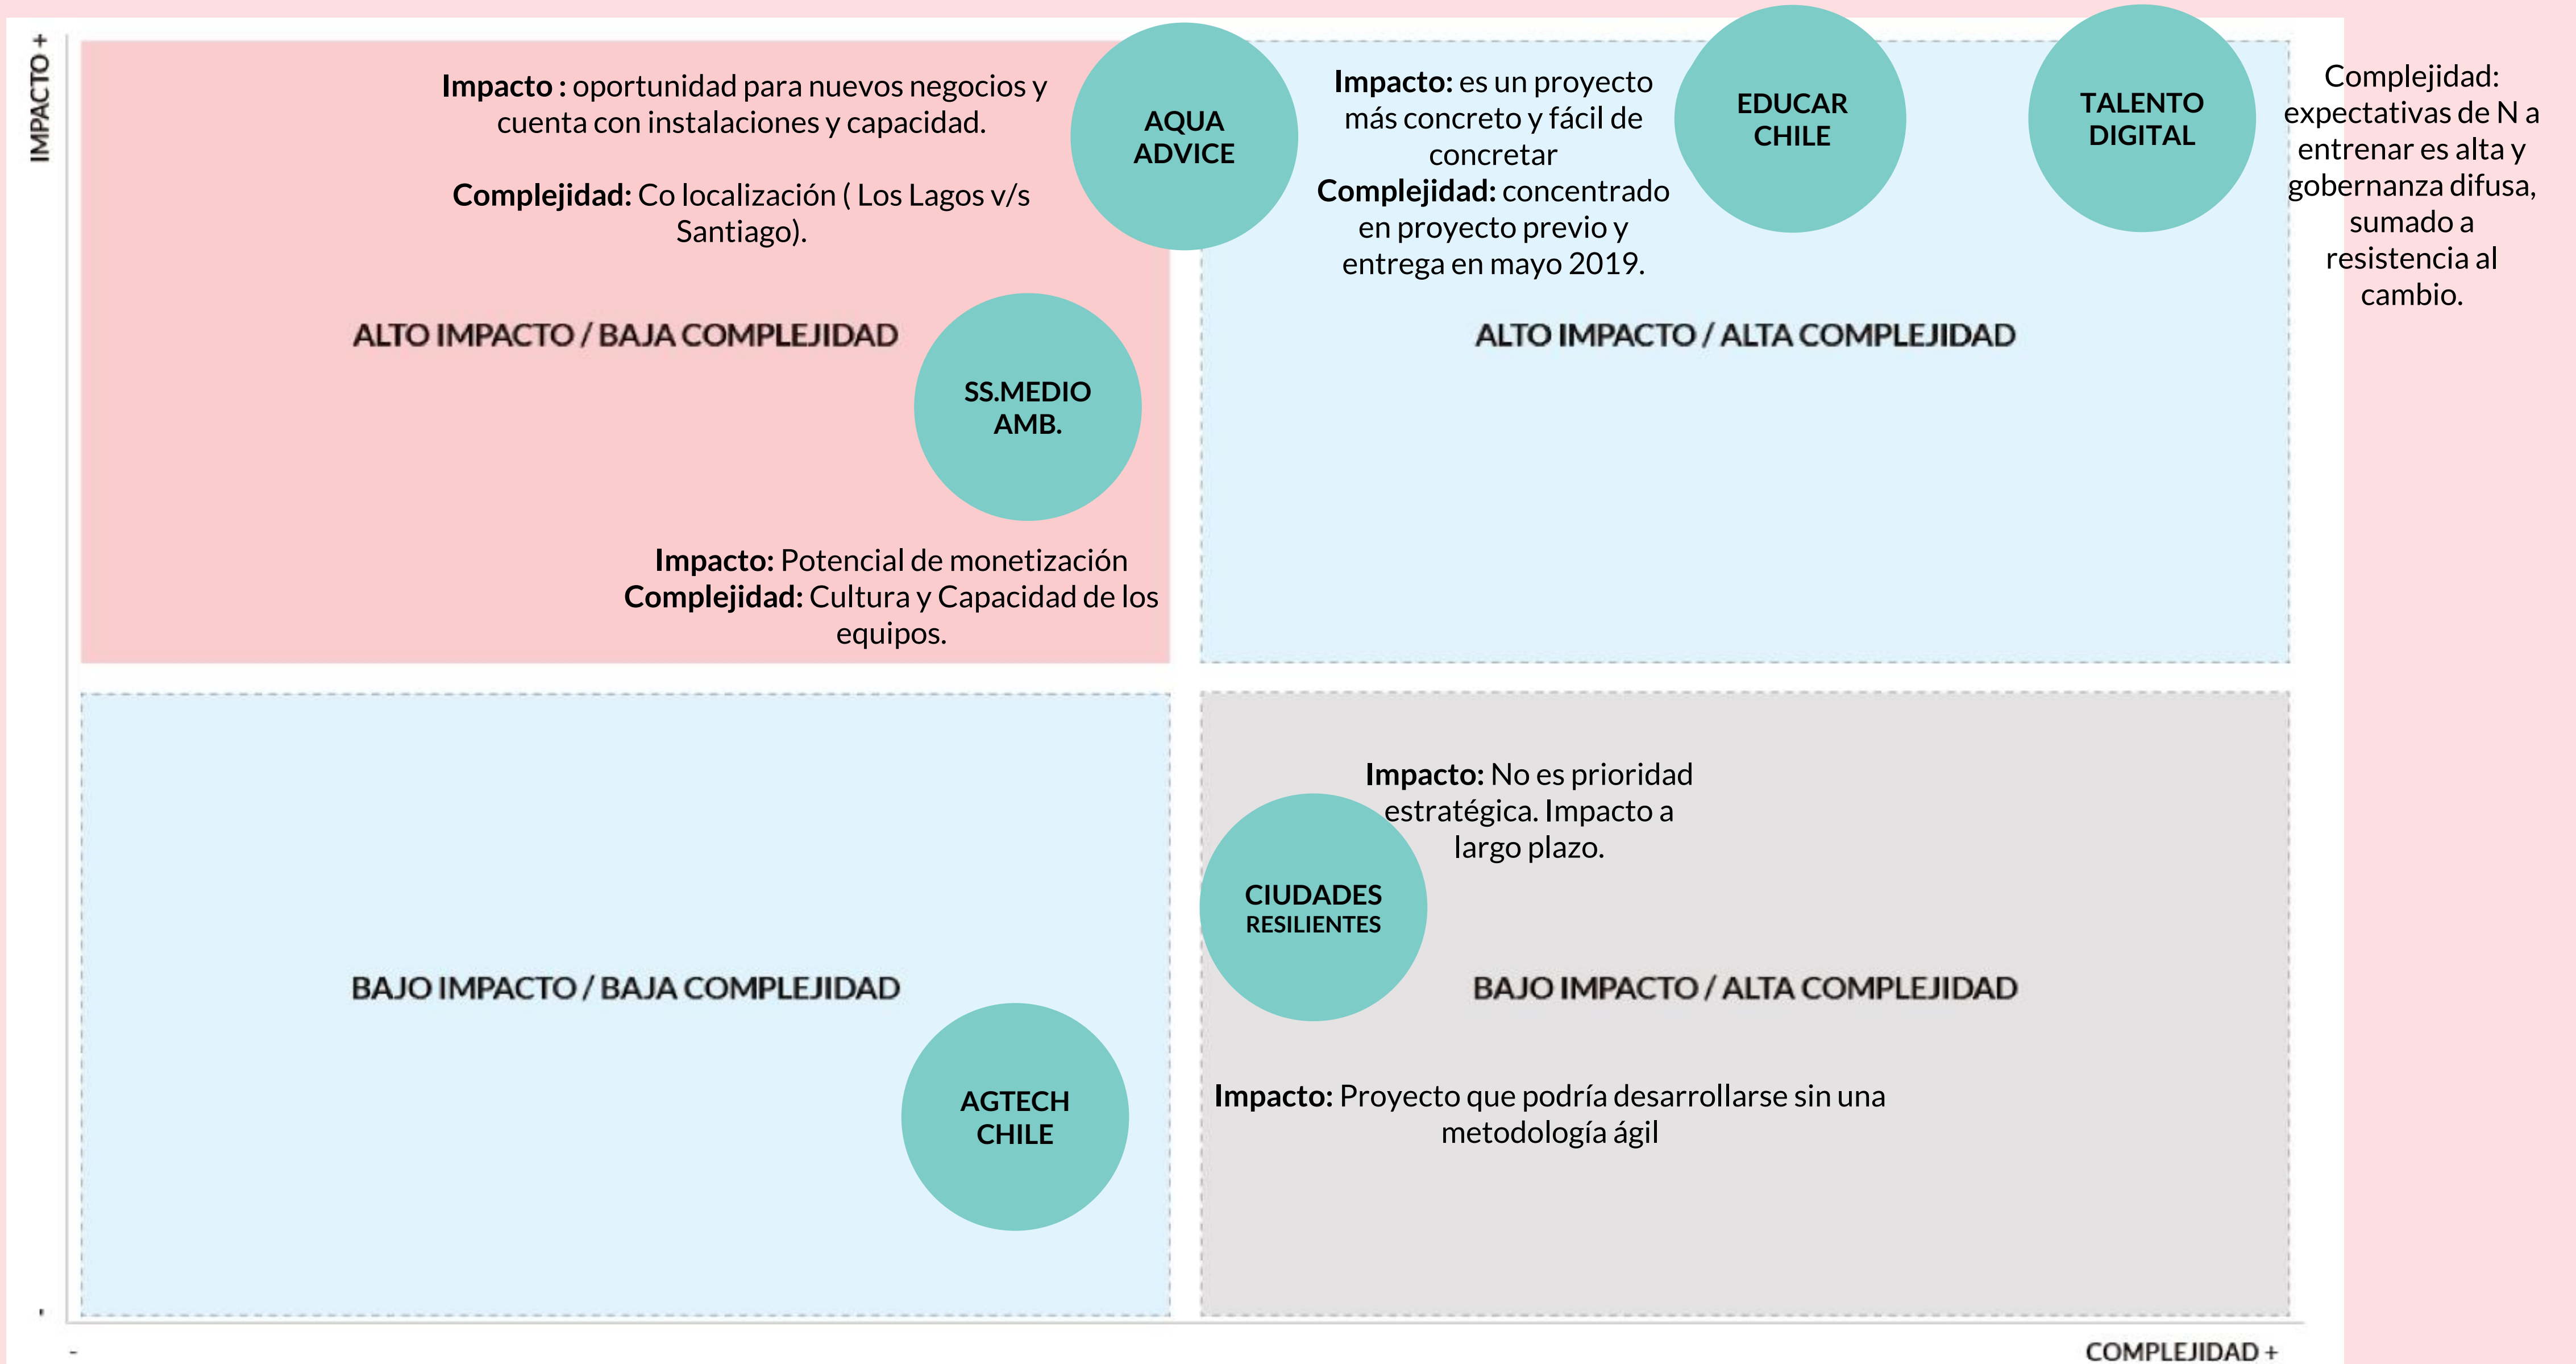 IMPACTO +
Impacto : oportunidad para nuevos negocios y
cuenta con instalaciones y capacidad.
Complejidad: Co localización ( Los Lagos v/s
Santiago).
AQUA
ADVICE
Impacto: es un proyecto
más concreto y fácil de
concretar
Complejidad: concentrado
en proyecto previo y
entrega en mayo 2019.
EDUCAR
CHILE
TALENTO
DIGITAL
Complejidad:
expectativas de N a
entrenar es alta y
gobernanza difusa,
sumado a
resistencia al
cambio.
ALTO IMPACTO / BAJA COMPLEJIDAD
SS.MEDIO
AMB.
ALTO IMPACTO / ALTA COMPLEJIDAD
Impacto: Potencial de monetización
Complejidad: Cultura y Capacidad de los
equipos.
Impacto: No es prioridad
estratégica. Impacto a
largo plazo.
CIUDADES
RESILIENTES
BAJO IMPACTO / BAJA COMPLEJIDAD
BAJO IMPACTO / ALTA COMPLEJIDAD
AGTECH
CHILE
Impacto: Proyecto que podría desarrollarse sin una
metodología ágil
-
-
COMPLEJIDAD +